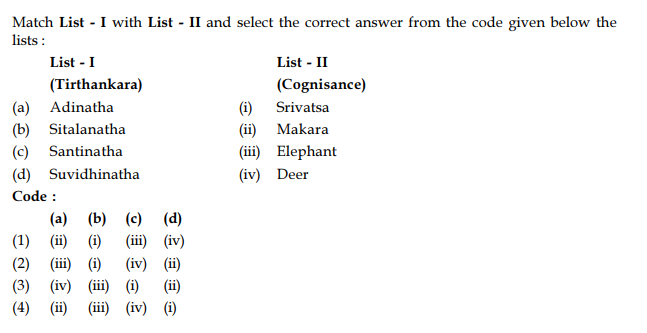 Match List - I with List - II and select the correct answer from the code given below the
lists :
List - I List - II
(Tirthankara) (Cognisance)
(a) Adinatha (i) Srivatsa
(b) Sitalanatha (ii) Makara
(c) Santinatha (iii) Elephant
(d) Suvidhinatha (iv) Deer
Code :
(a) (b) (c) (d)
(1) (ii) (i) (iii) (iv)
(2) (iii) (i) (iv) (ii)
(3) (iv) (iii) (i) (ii)
(4) (ii) (iii) (iv) (i)